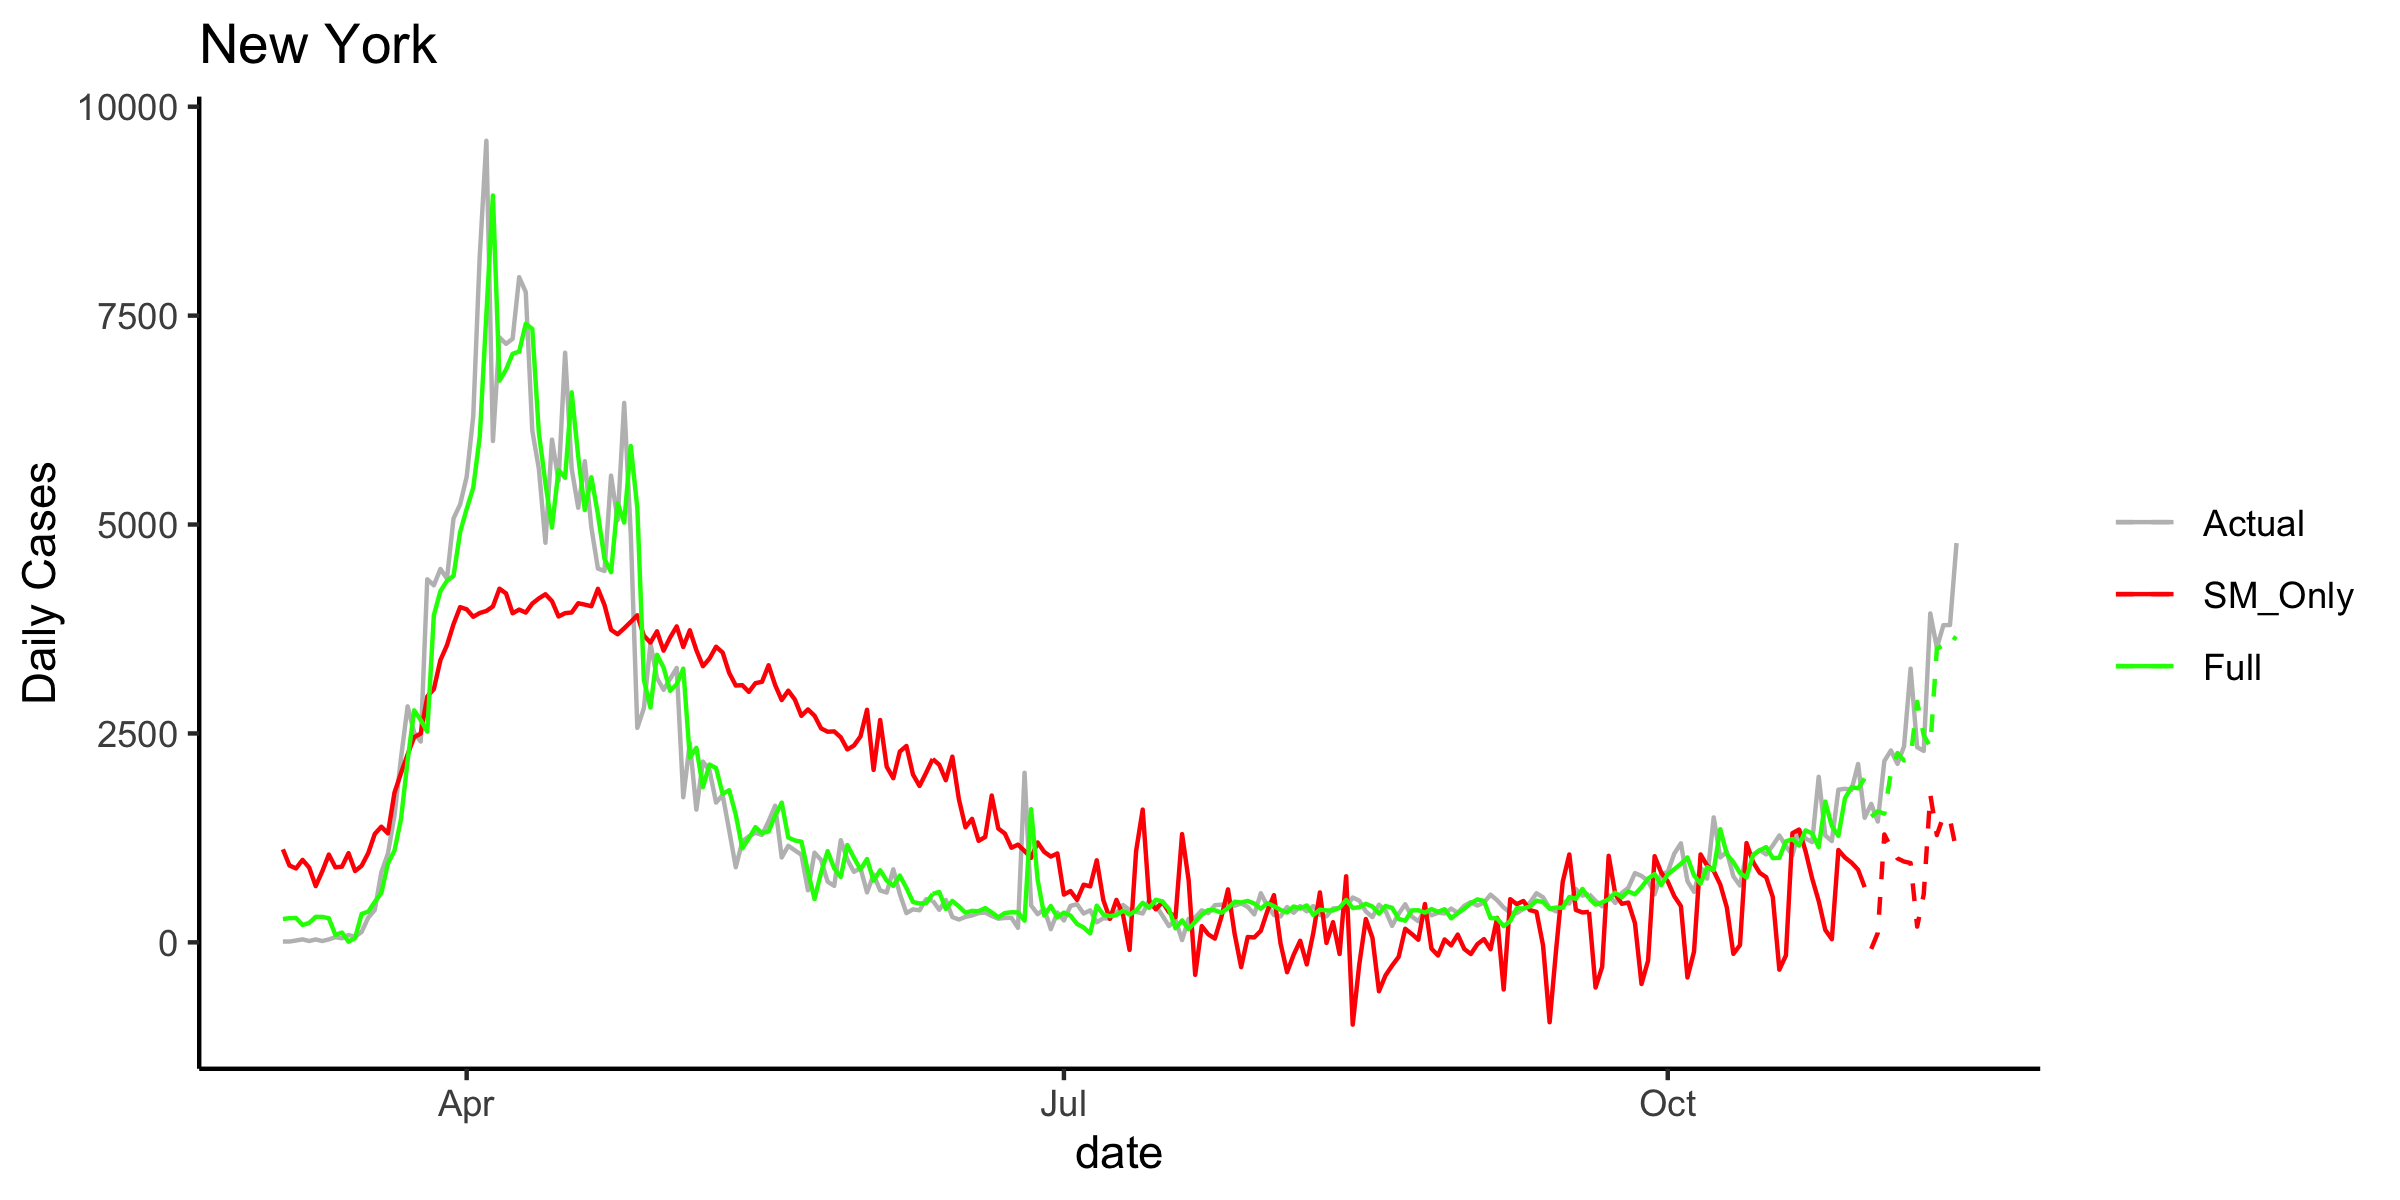 New York
10000
7500
5000
2500
0
Daily Cases
Apr
Jul
Oct
date
Actual
SM_Only
Full